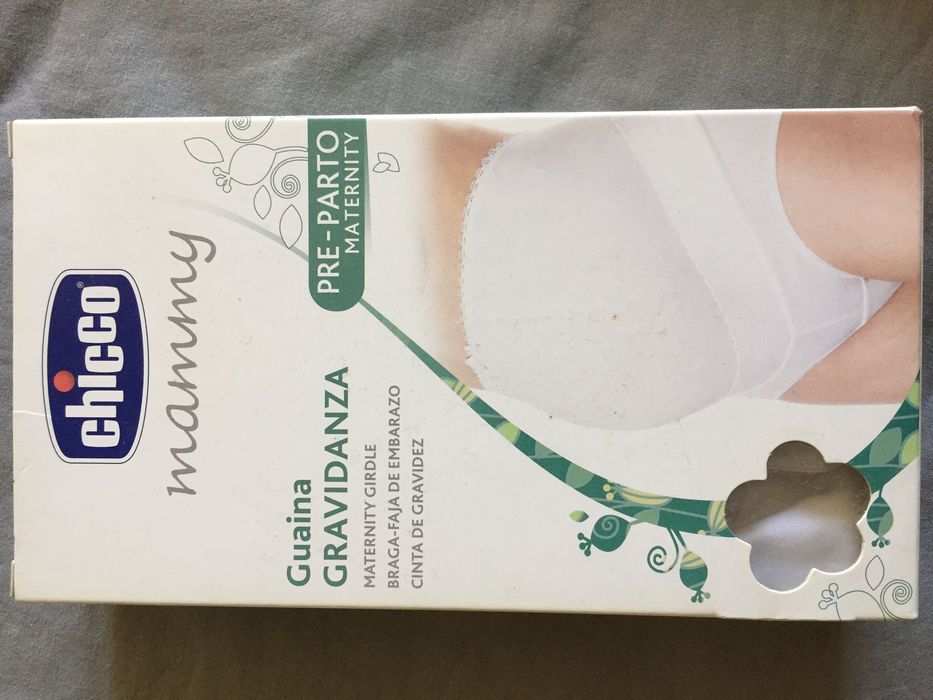 chicco®
mammy
PRE-PARTO
MATERNITY
Guaina
GRAVIDANZA
MATERNITY GIRDLE
BRAGA-FAJA DE EMBARAZO
CINTA DE GRAVIDEZ